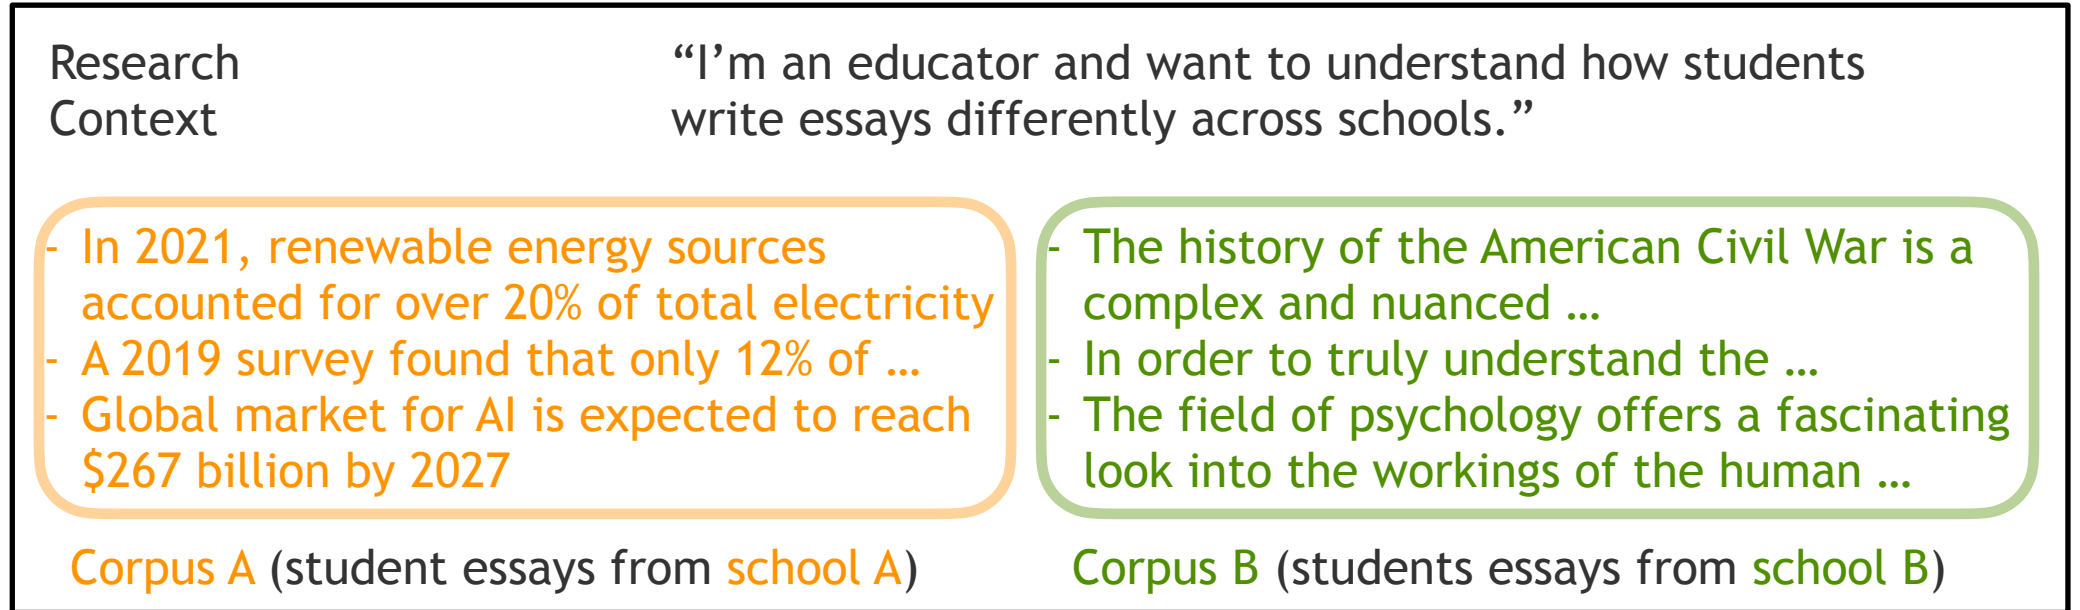 Research
Context
“I’m an educator and want to understand how students
write essays differently across schools.”
- In 2021, renewable energy sources
accounted for over 20% of total electricity
- A 2019 survey found that only 12% of …
- Global market for AI is expected to reach
$267 billion by 2027
Corpus A (student essays from school A)
- The history of the American Civil War is a
complex and nuanced …
- In order to truly understand the …
- The field of psychology offers a fascinating
look into the workings of the human …
Corpus B (students essays from school B)